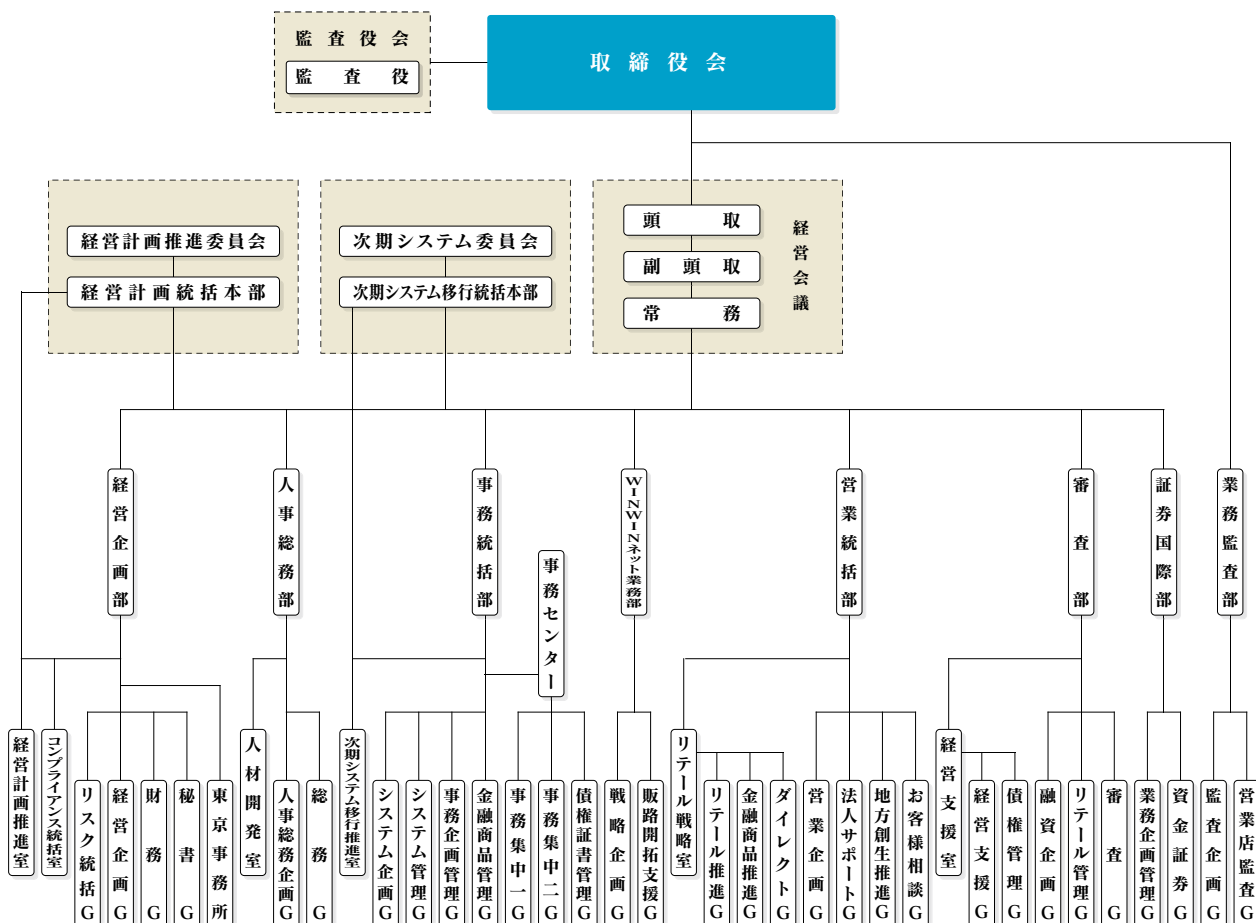 監査役会
監査役
取締役会
経営計画推進委員会
経営計画統括本部
次期システム委員会
次期システム移行統括本部
頭取
副頭取
常務
経営会議
経営企画部
人事総務部
事務統括部
事務センター
WINWINネット業務部
営業統括部
審査部
証券国際部
業務監査部
経営計画推進室
コンプライアンス統括室
リスク統括G
経営企画G
財務G
秘書G
東京事務所
人材開発室
人事総務企画G
総務G
次期システム移行推進室
システム企画G
システム管理G
事務企画管理G
金融商品管理G
事務集中一G
事務集中二G
債権証書管理G
戦略企画G
販路開拓支援G
リテール戦略室
リテール推進G
金融商品推進G
ダイレクトG
営業企画G
法人サポートG
地方創生推進G
お客様相談G
経営支援室
経営支援G
債権管理G
融資企画G
リテール管理G
審査G
業務企画管理G
資金証券G
監査企画G
営業店監査G